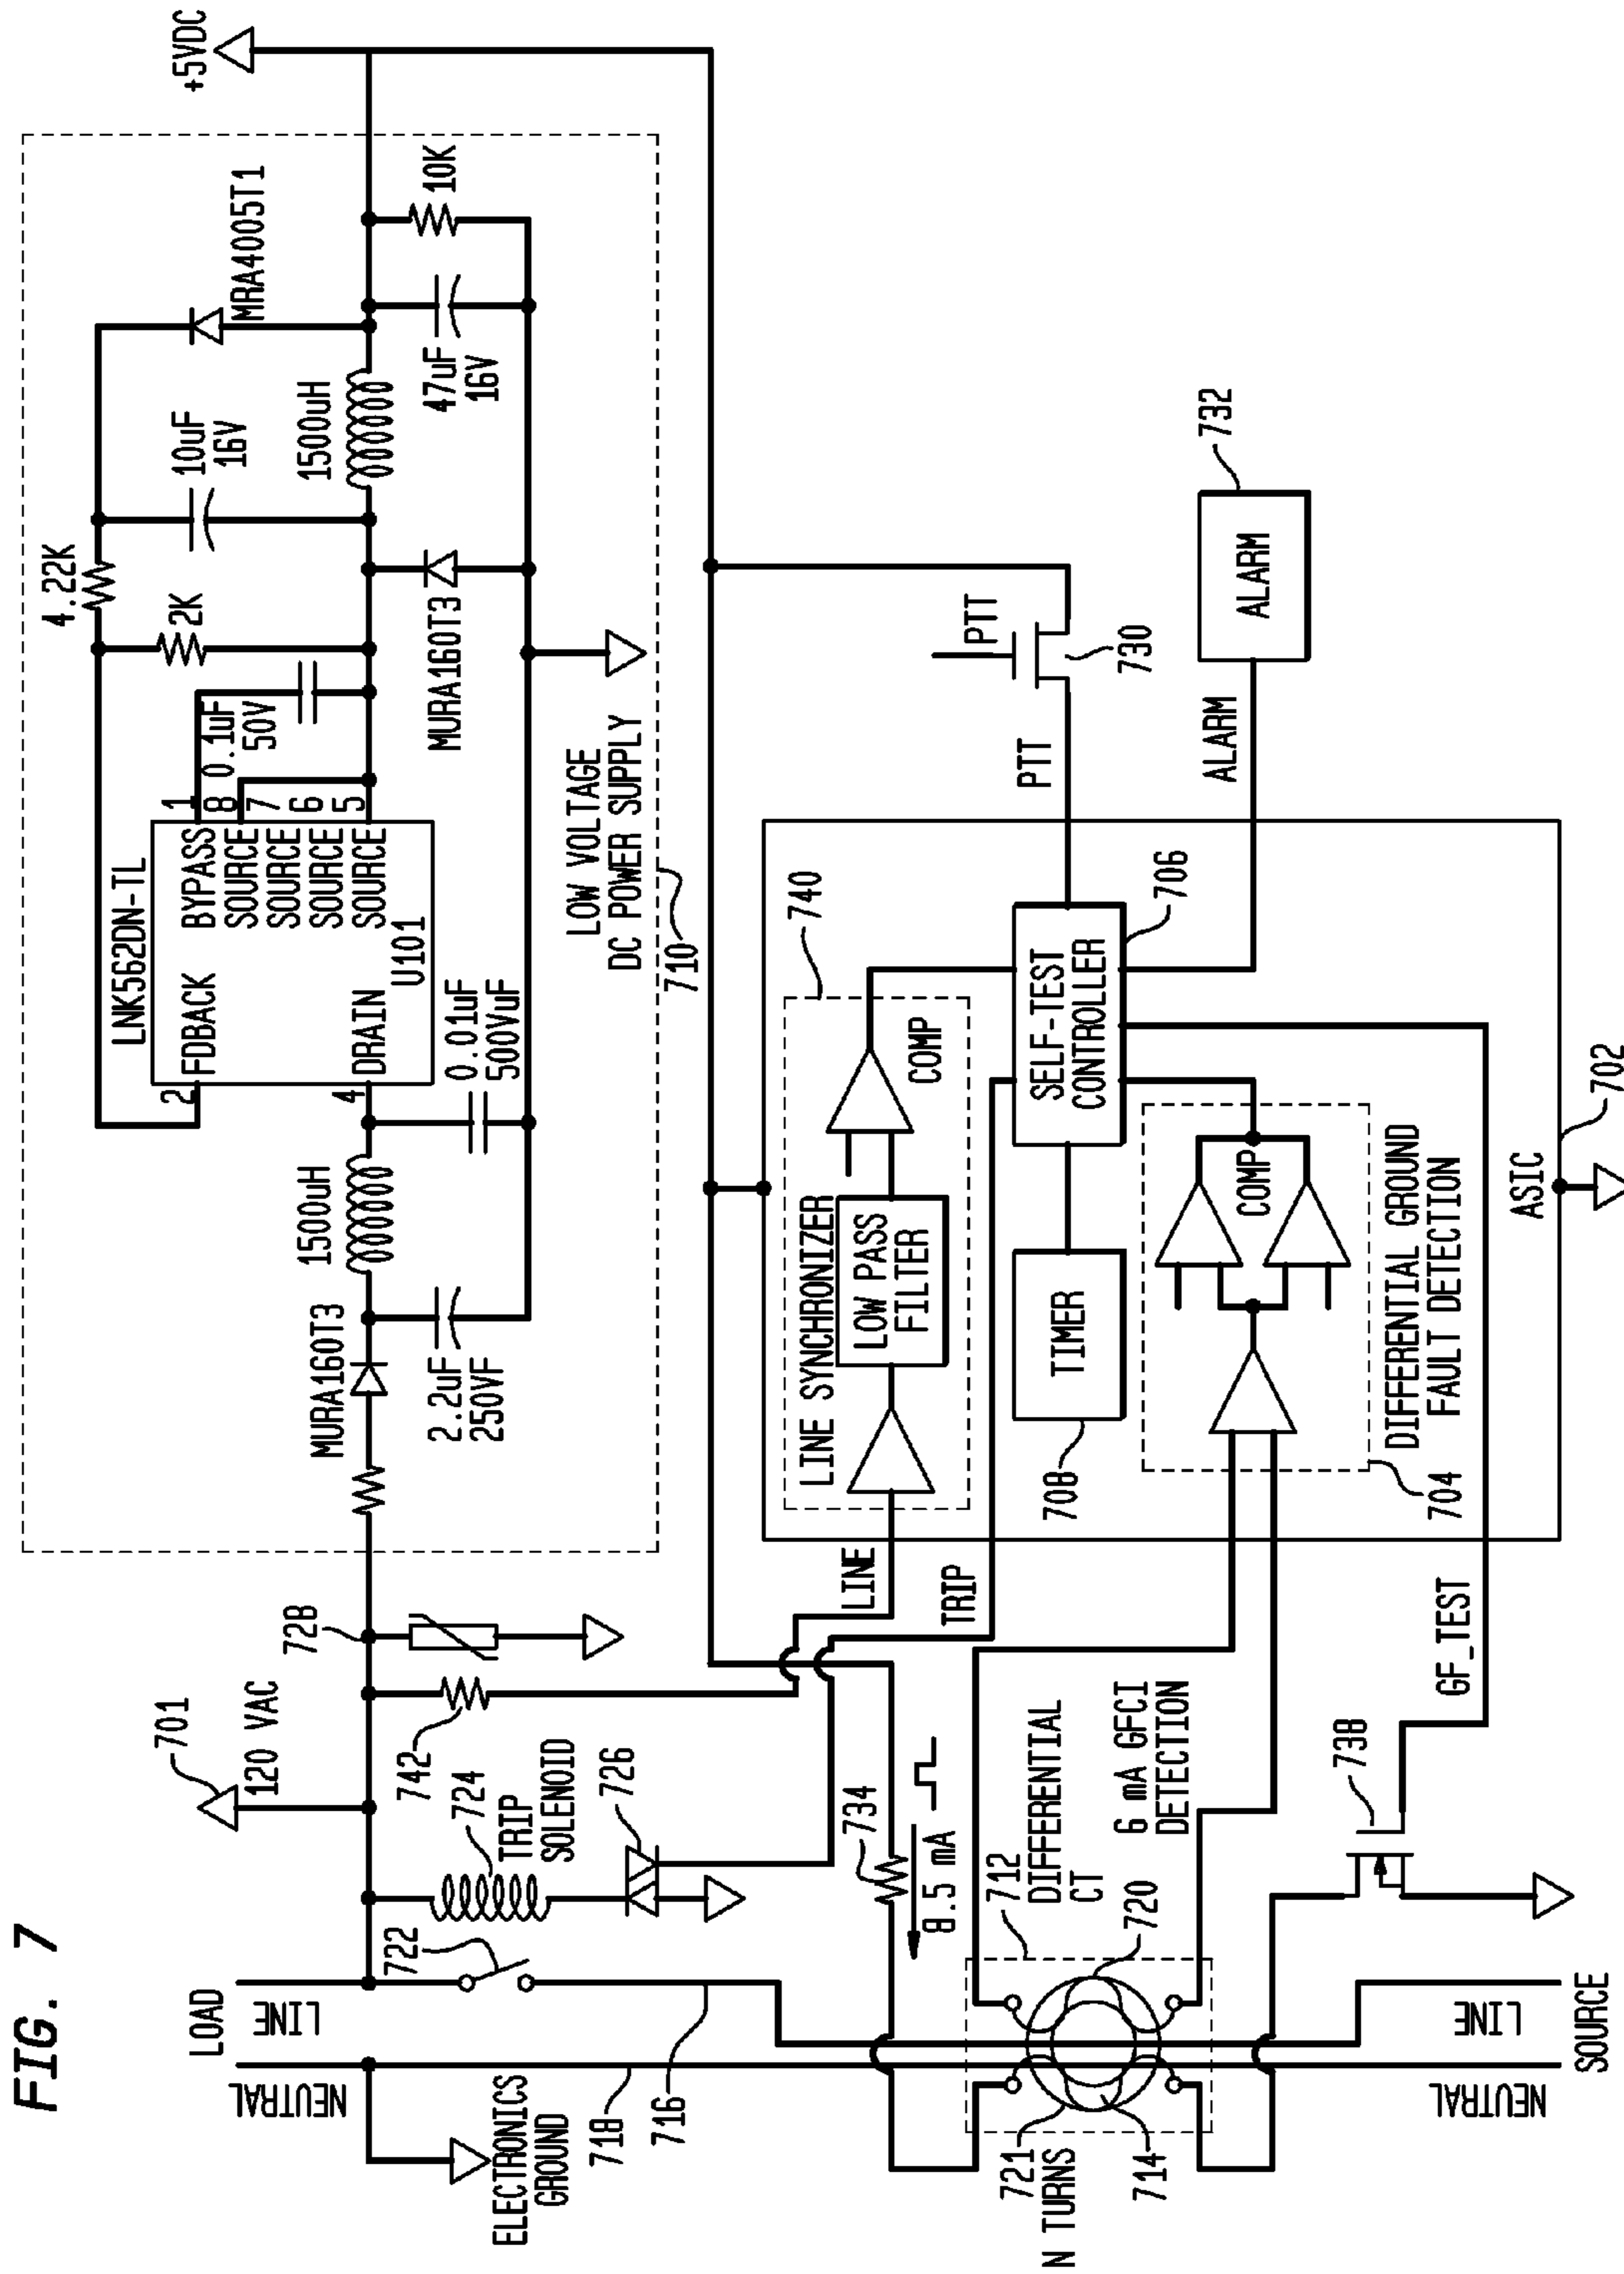 FIG. 7
LOAD
NEUTRAL
LINE
ELECTRONICS
GROUND
718
716
722
701
120 VAC
742
724
TRIP
SOLENOID
726
728
MURA160T3
2.2uF
250VF
1500uH
0.01uF
500VuF
LNK562DN-TL
2
FDBACK
4
DRAIN
U101
BYPASS
SOURCE
SOURCE
SOURCE
SOURCE
1
8
7
6
5
0.1uF
50V
2K
4.22K
10uF
16V
MURA160T3
1500uH
MRA4005T1
47uF
16V
10K
+5VDC
LOW VOLTAGE
DC POWER SUPPLY
710
LINE
TRIP
734
8.5 mA
712
DIFFERENTIAL
CT
720
6 mA GFCI
DETECTION
721
N TURNS
714
738
GF_TEST
NEUTRAL
LINE
SOURCE
LINE SYNCHRONIZER
740
LOW PASS
FILTER
COMP
TIMER
708
SELF-TEST
CONTROLLER
706
COMP
DIFFERENTIAL GROUND
FAULT DETECTION
704
ASIC
702
PTT
PTT
730
ALARM
ALARM
732